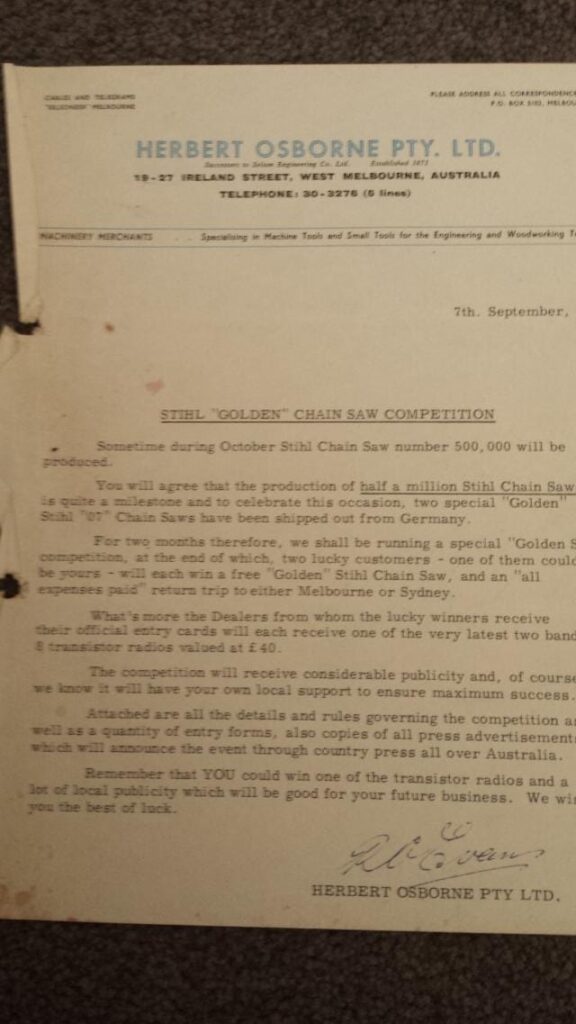 CABLES AND TELEGRAMS
PLEASE ADDRESS ALL CORRESPONDENCE
MELBOURNE
P.O. BOX
HERBERT OSBORNE PTY. LTD.
Successors to Engineering Co. Ltd. Established 1871
19-27 IRELAND STREET, WEST MELBOURNE, AUSTRALIA
TELEPHONE: 30-3276 (5 lines)
MACHINERY MERCHANTS . . Specialising in Machine Tools and Small Tools for the Engineering and Woodworking T
7th. September,
STIHL "GOLDEN" CHAIN SAW COMPETITION
Sometime during October Stihl Chain Saw number 500,000 will be
produced.
You will agree that the production of half a million Stihl Chain Saw
is quite a milestone and to celebrate this occasion, two special "Golden"
Stihl "07" Chain Saws have been shipped out from Germany.
For two months therefore, we shall be running a special "Golden S
competition, at the end of which, two lucky customers - one of them could
be yours - will each win a free "Golden" Stihl Chain Saw, and an "all
expenses paid" return trip to either Melbourne or Sydney.
What's more the Dealers from whom the lucky winners receive
their official entry cards will each receive one of the very latest two band
8 transistor radios valued at £40.
The competition will receive considerable publicity and, of course
we know it will have your own local support to ensure maximum success.
Attached are all the details and rules governing the competition a
well as a quantity of entry forms, also copies of all press advertisement
which will announce the event through country press all over Australia.
Remember that YOU could win one of the transistor radios and a
lot of local publicity which will be good for your future business. We wi
you the best of luck.
Evans
HERBERT OSBORNE PTY LTD.